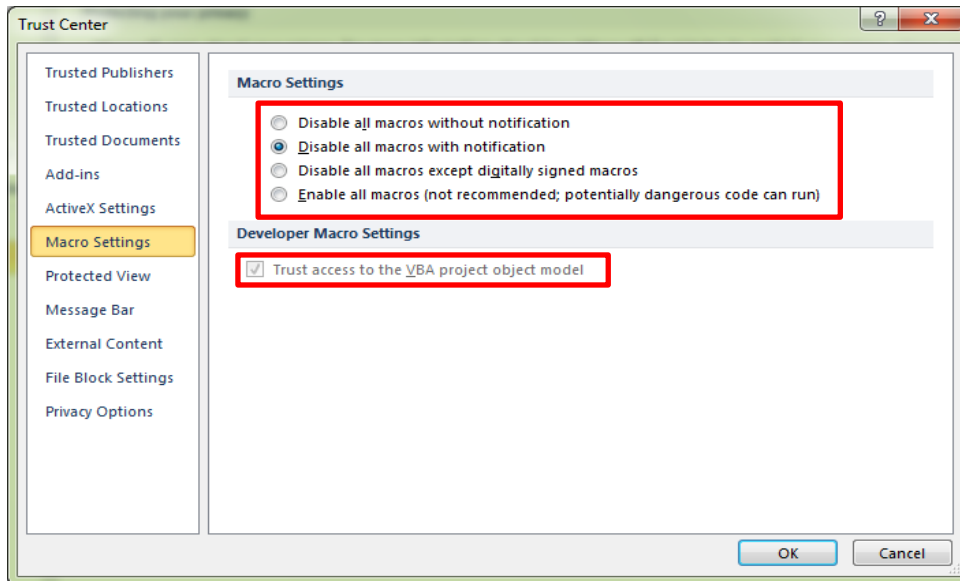 Trust Center
Trusted Publishers
Trusted Locations
Trusted Documents
Add-ins
ActiveX Settings
Macro Settings
Protected View
Message Bar
External Content
File Block Settings
Privacy Options
Macro Settings
Disable all macros without notification
Disable all macros with notification
Disable all macros except digitally signed macros
Enable all macros (not recommended; potentially dangerous code can run)
Developer Macro Settings
Trust access to the VBA project object model
OK
Cancel